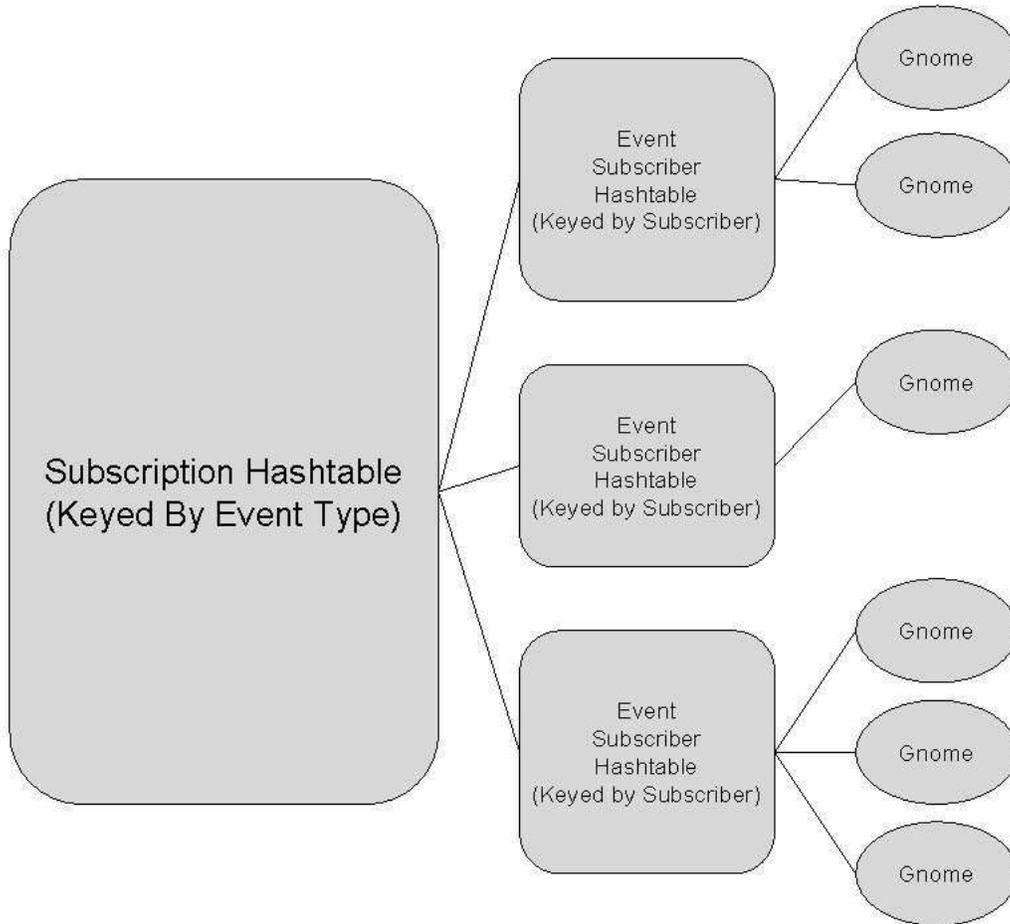 Subscription Hashtable
(Keyed By Event Type)
Event
Subscriber
Hashtable
(Keyed by Subscriber)
Gnome
Gnome
Event
Subscriber
Hashtable
(Keyed by Subscriber)
Gnome
Event
Subscriber
Hashtable
(Keyed by Subscriber)
Gnome
Gnome
Gnome